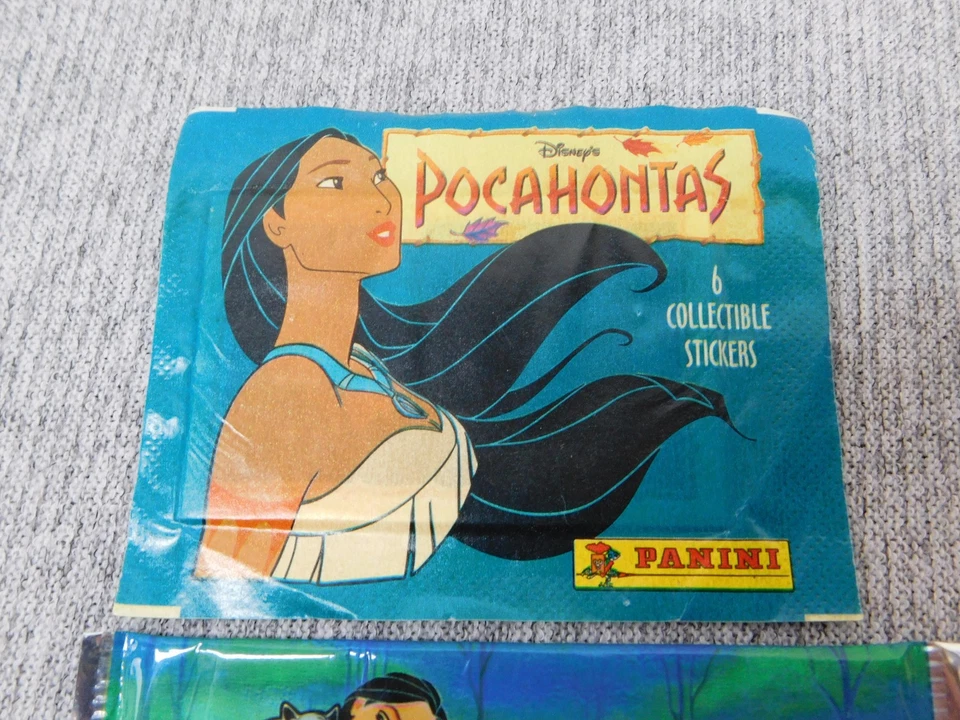 Disney's
POCAHONTAS
6
COLLECTIBLE
STICKERS
PANINI